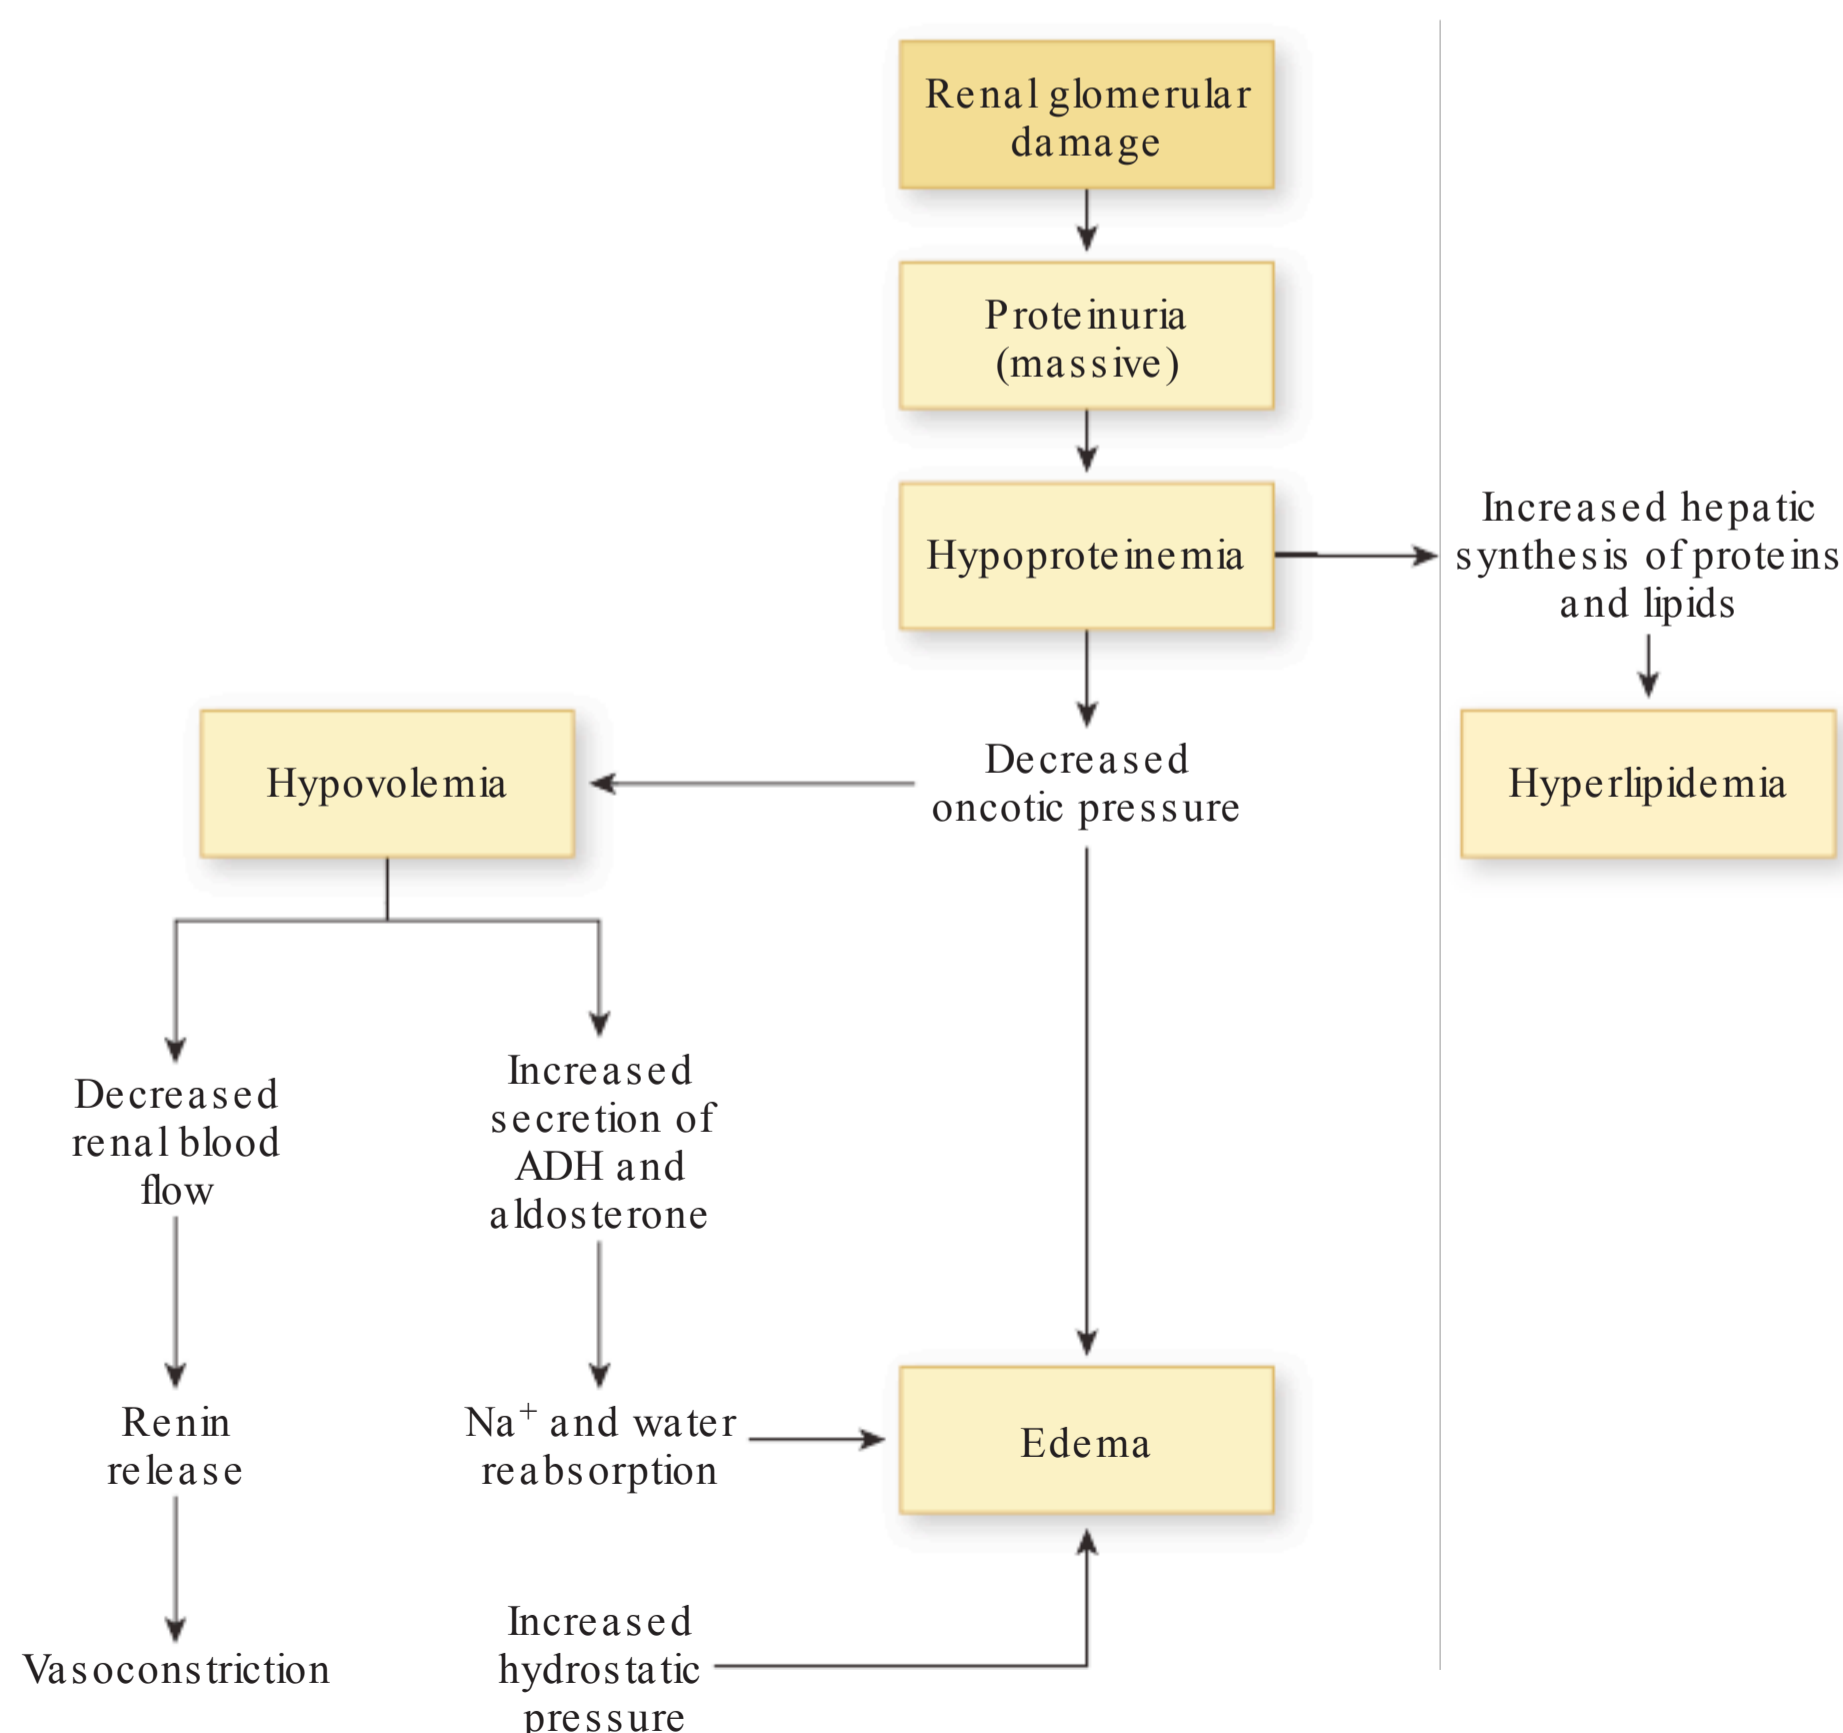 Renal glomerular
damage
Proteinuria
(massive)
Hypoproteinemia
Increased hepatic
synthesis of proteins
and lipids
Hypovolemia
Decreased
oncotic pressure
Hyperlipidemia
Decreased
renal blood
flow
Increased
secretion of
ADH and
aldosterone
Renin
release
Na⁺ and water
reabsorption
Edema
Vasoconstriction
Increased
hydrostatic
pressure